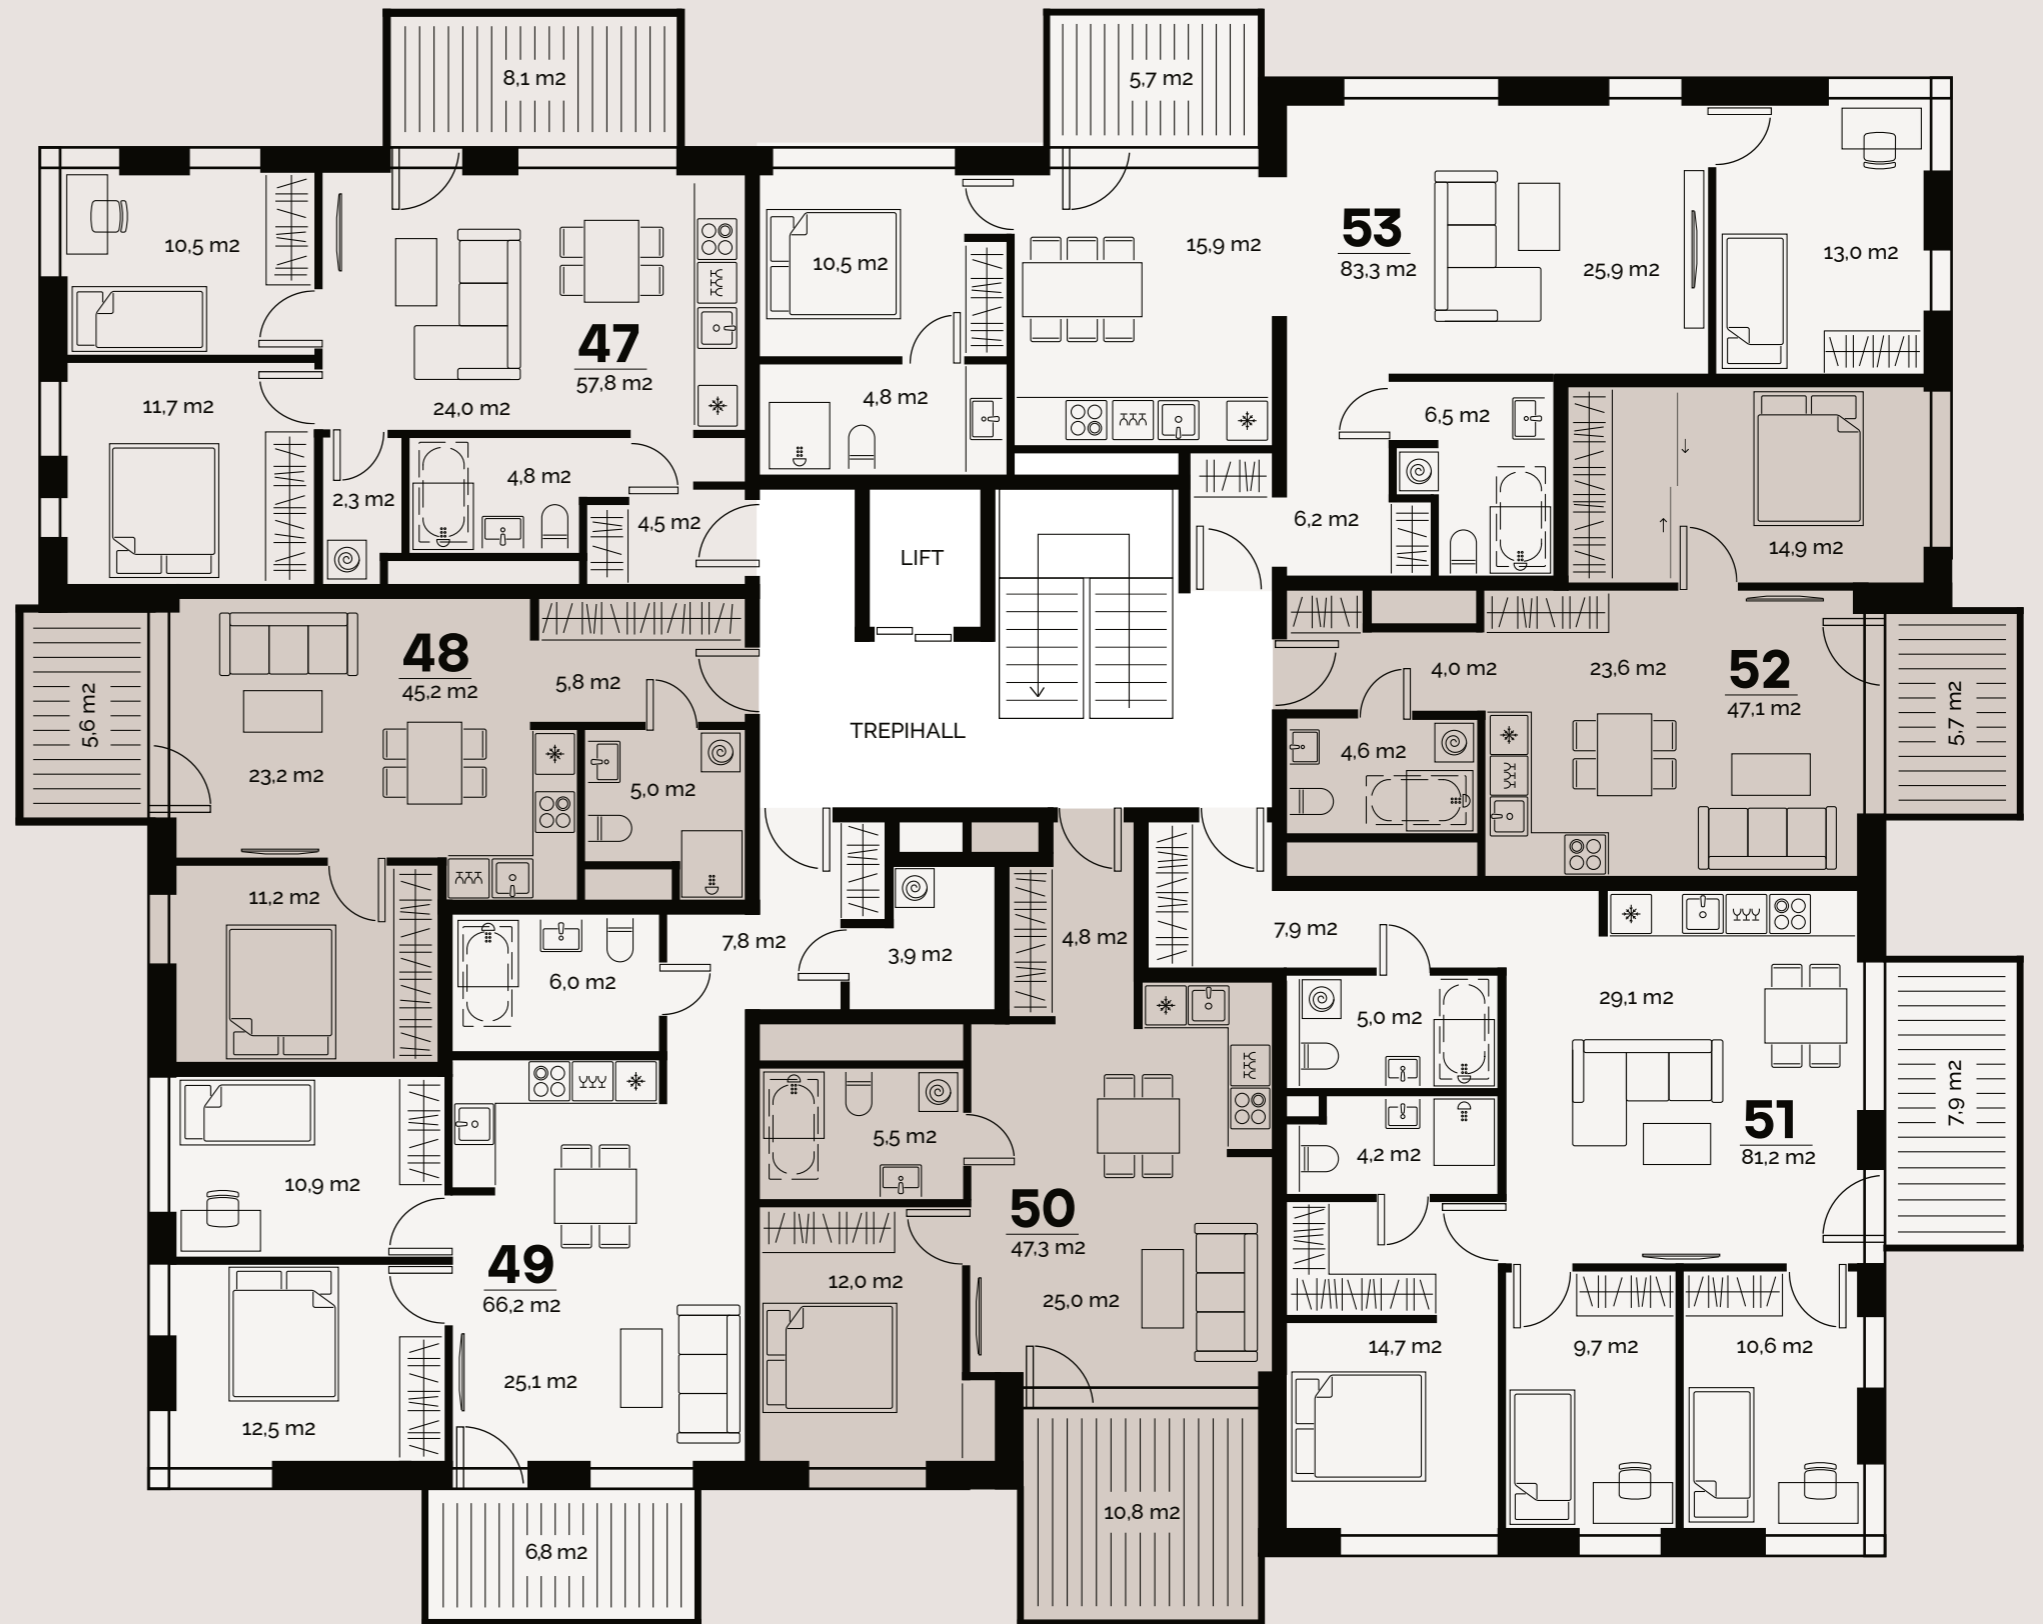 8,1 m2
5,7 m2
10,5 m2
47
57,8 m2
11,7 m2
24,0 m2
2,3 m2
4,8 m2
4,5 m2
10,5 m2
4,8 m2
15,9 m2
53
83,3 m2
25,9 m2
13,0 m2
6,5 m2
6,2 m2
14,9 m2
LIFT
TREPIHALL
48
45,2 m2
5,8 m2
5,6 m2
23,2 m2
5,0 m2
11,2 m2
4,0 m2
23,6 m2
52
47,1 m2
5,7 m2
4,6 m2
7,8 m2
3,9 m2
6,0 m2
10,9 m2
49
66,2 m2
25,1 m2
12,5 m2
6,8 m2
4,8 m2
5,5 m2
50
47,3 m2
12,0 m2
25,0 m2
10,8 m2
7,9 m2
29,1 m2
5,0 m2
51
81,2 m2
7,9 m2
4,2 m2
14,7 m2
9,7 m2
10,6 m2